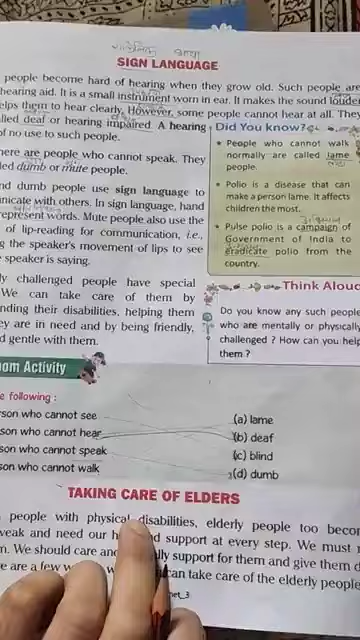 SIGN LANGUAGE
people become hard of hearing when they grow old. Such people are
hearing aid. It is a small instrument worn in ear. It makes the sound louder
elps them to hear clearly. However, some people cannot hear at all. They
lled deaf or hearing impaired. A hearing
of no use to such people.
here are people who cannot speak. They
led dumb or mute people.
nd dumb people use sign language to
nicate with others. In sign language, hand
represent words. Mute people also use the
of lip-reading for communication, i.e.,
g the speaker's movement of lips to see
speaker is saying.
ly challenged people have special
We can take care of them by
nding their disabilities, helping them
ey are in need and by being friendly,
d gentle with them.
Did You know?
• People who cannot walk
normally are called lame
people.
• Polio is a disease that can
make a person lame. It affects
children the most.
• Pulse polio is a campaign of
Government of India to
eradicate polio from the
country.
Think Aloud
Do you know any such people
who are mentally or physically
challenged ? How can you help
them ?
om Activity
e following :
rson who cannot see
(a) lame
son who cannot hear
(b) deaf
son who cannot speak
(c) blind
son who cannot walk
(d) dumb
TAKING CARE OF ELDERS
people with physical disabilities, elderly people too becom
weak and need our h nd support at every step. We must
n. We should care and lly support for them and give them
e are a few w can take care of the elderly people